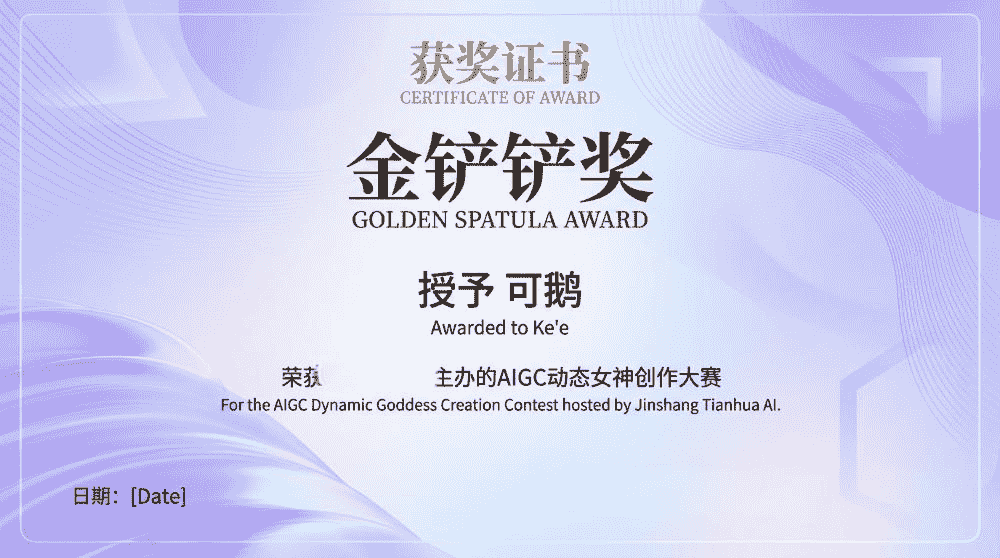 获奖证书
CERTIFICATE OF AWARD
金铲铲奖
GOLDEN SPATULA AWARD
授予 可鹅
Awarded to Ke'e
荣获 主办的AIGC动态女神创作大赛
For the AIGC Dynamic Goddess Creation Contest hosted by Jinshang Tianhua AI.
日期：[Date]